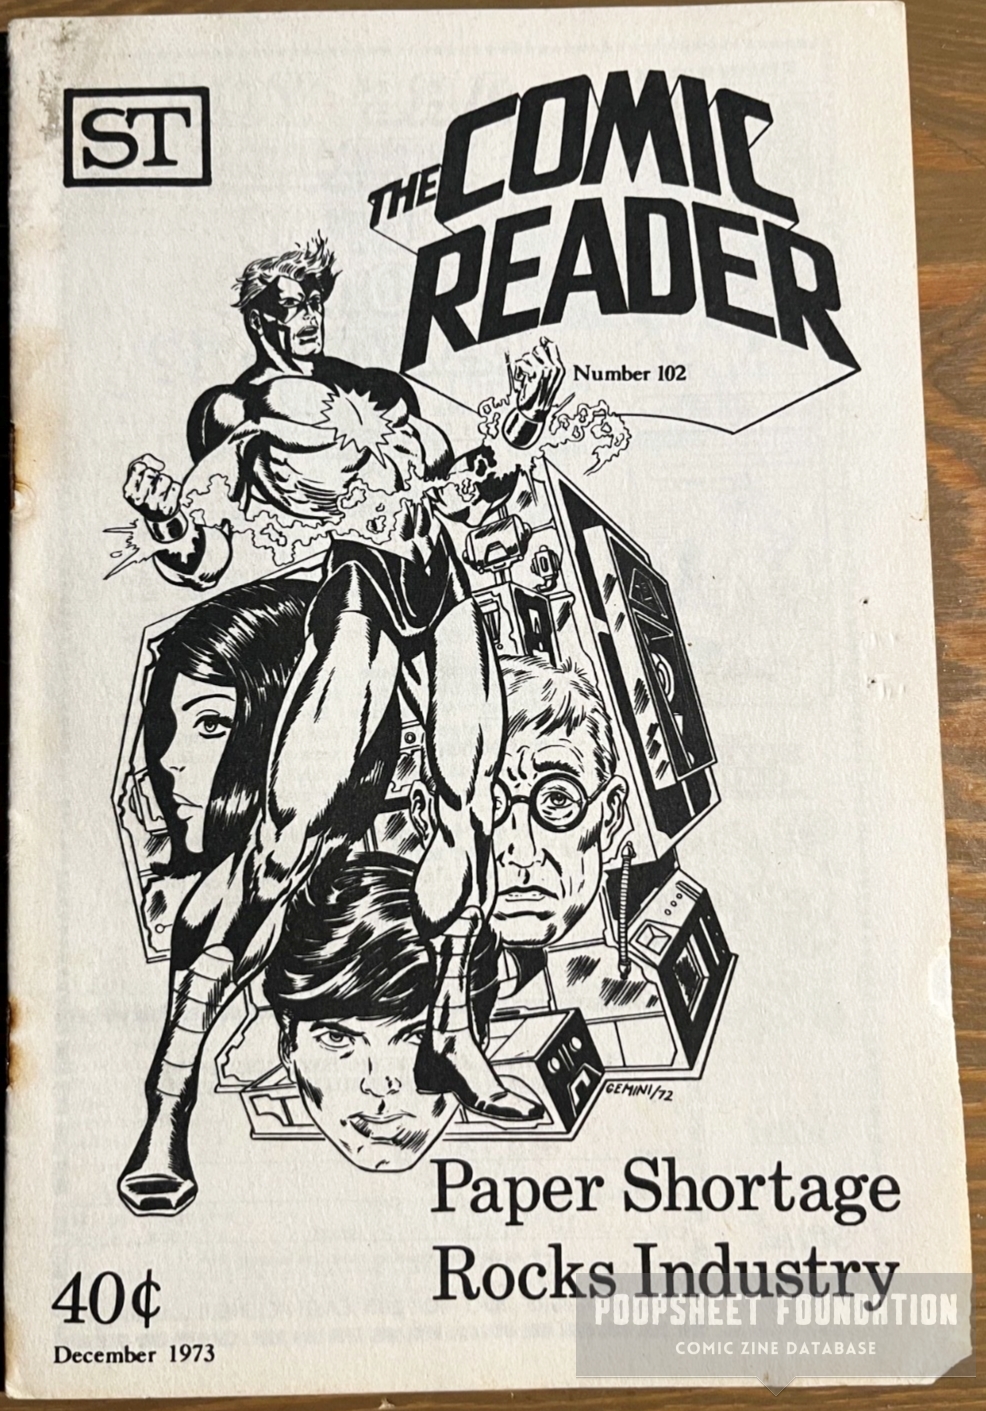 ST
THE COMIC
READER
Number 102
GEMINI/72
Paper Shortage
Rocks Industry
40¢
December 1973
POOPSHEET FOUNDATION
COMIC ZINE DATABASE